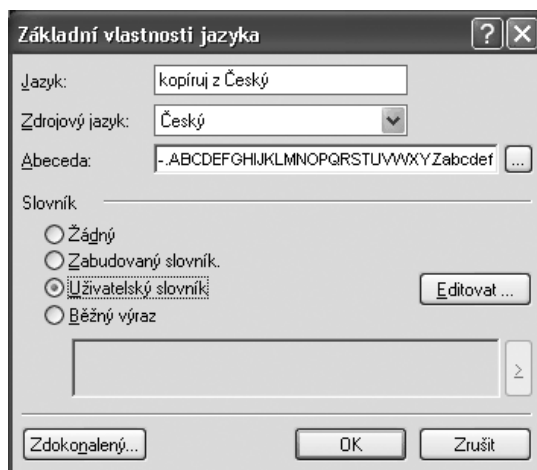 Základní vlastnosti jazyka
Jazyk: kopíruj z Český
Zdrojový jazyk: Český
Abeceda: -.ABCDEFGHIJKLMNOPQRSTUVWXYZabcdef ...
Slovník
Žádný
Zabudovaný slovník.
Uživatelský slovník Editovat ...
Běžný výraz
>
Zdokonalený... OK Zrušit